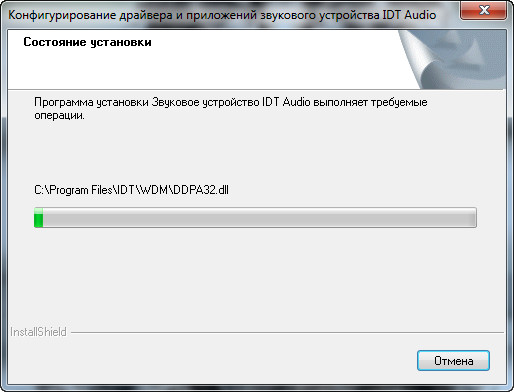 Конфигурирование драйвера и приложений звукового устройства IDT Audio
Состояние установки
Программа установки Звуковое устройство IDT Audio выполняет требуемые
операции.
C:\Program Files\IDT\WDM\DDPA32.dll
InstallShield
Отмена